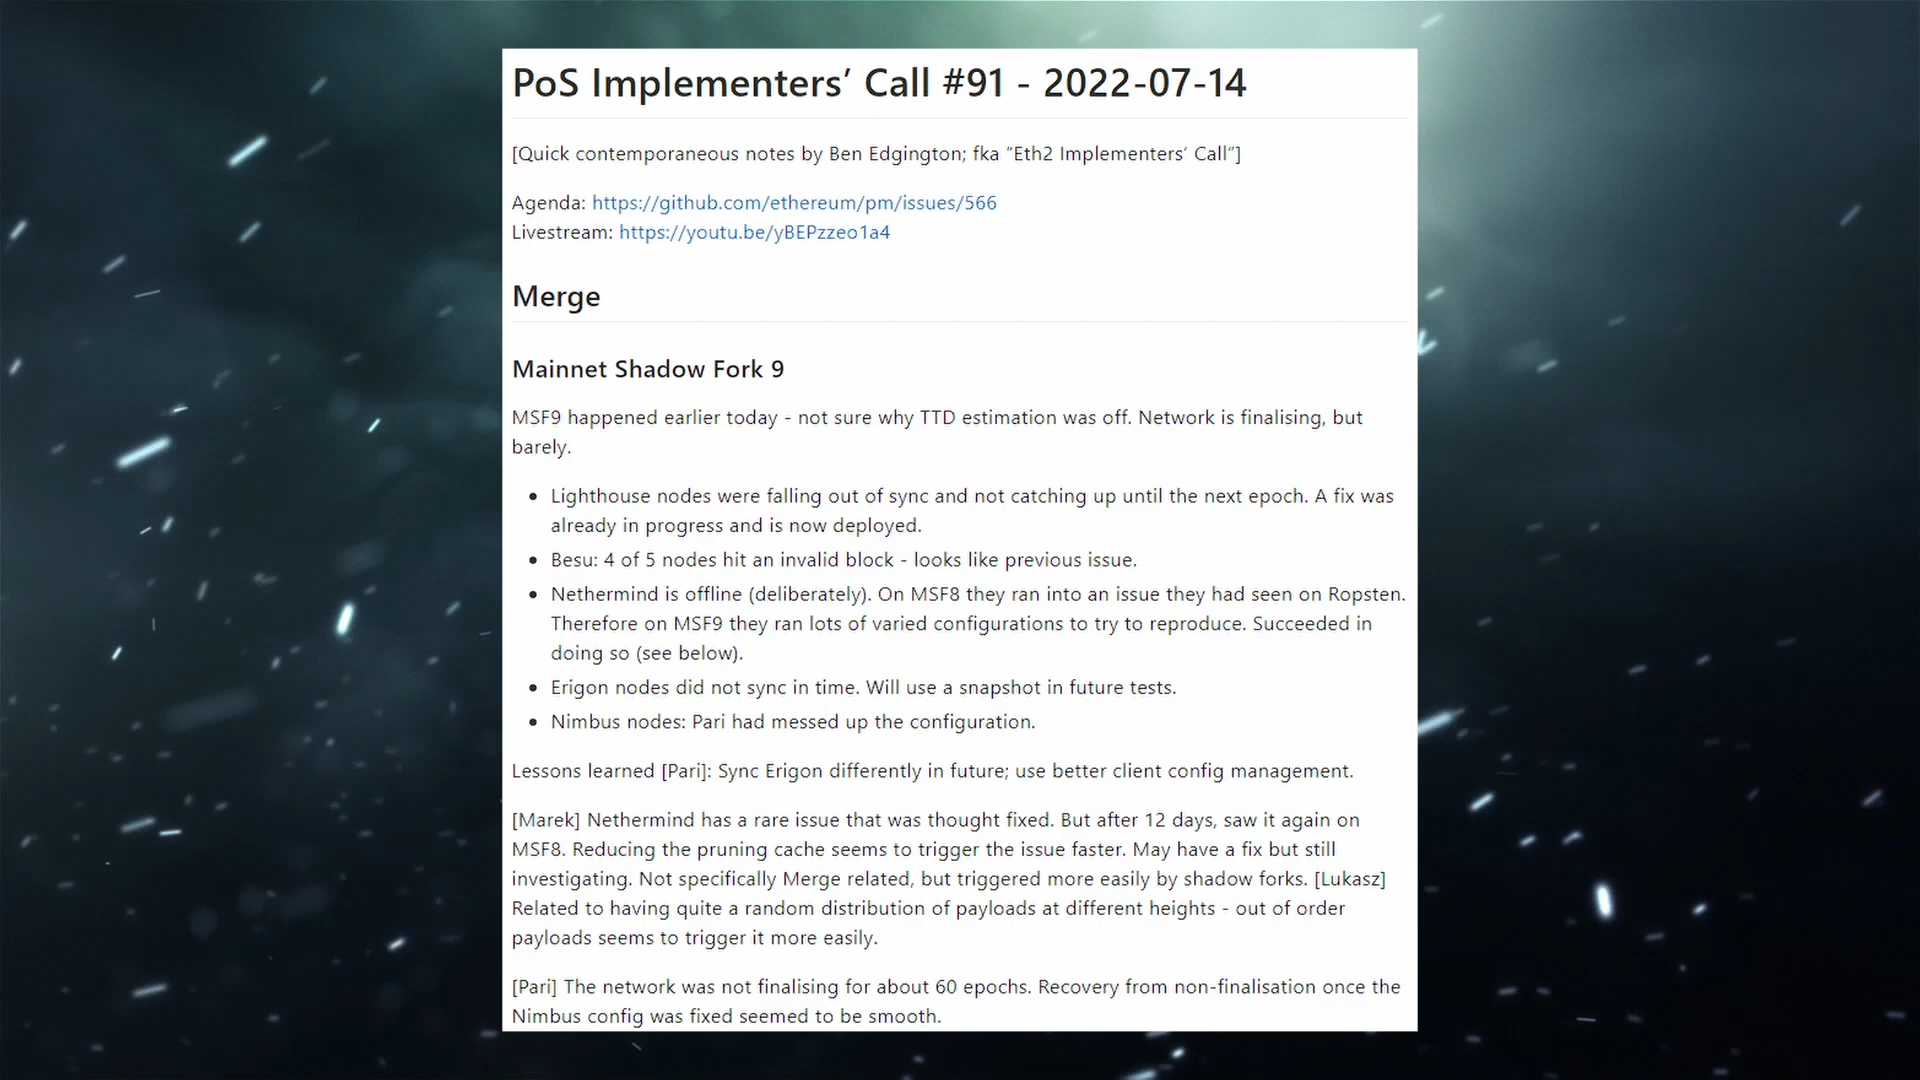 PoS Implementers’ Call #91 - 2022-07-14
[Quick contemporaneous notes by Ben Edgington; fka “Eth2 Implementers’ Call”]
Agenda: https://github.com/ethereum/pm/issues/566
Livestream: https://youtu.be/yBEPzzeo1a4
Merge
Mainnet Shadow Fork 9
MSF9 happened earlier today - not sure why TTD estimation was off. Network is finalising, but
barely.
• Lighthouse nodes were falling out of sync and not catching up until the next epoch. A fix was
already in progress and is now deployed.
• Besu: 4 of 5 nodes hit an invalid block - looks like previous issue.
• Nethermind is offline (deliberately). On MSF8 they ran into an issue they had seen on Ropsten.
Therefore on MSF9 they ran lots of varied configurations to try to reproduce. Succeeded in
doing so (see below).
• Erigon nodes did not sync in time. Will use a snapshot in future tests.
• Nimbus nodes: Pari had messed up the configuration.
Lessons learned [Pari]: Sync Erigon differently in future; use better client config management.
[Marek] Nethermind has a rare issue that was thought fixed. But after 12 days, saw it again on
MSF8. Reducing the pruning cache seems to trigger the issue faster. May have a fix but still
investigating. Not specifically Merge related, but triggered more easily by shadow forks. [Lukasz]
Related to having quite a random distribution of payloads at different heights - out of order
payloads seems to trigger it more easily.
[Pari] The network was not finalising for about 60 epochs. Recovery from non-finalisation once the
Nimbus config was fixed seemed to be smooth.